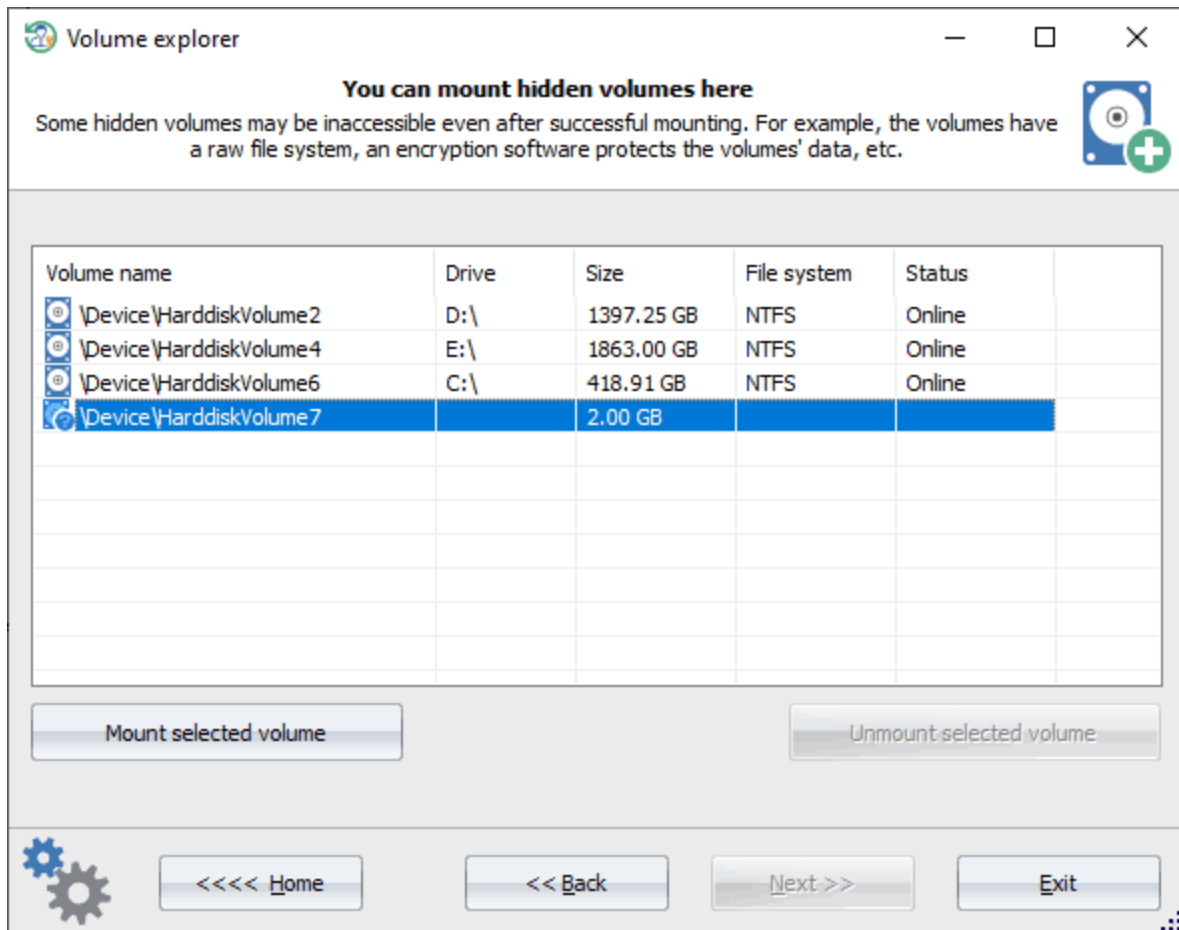 Volume explorer
You can mount hidden volumes here
Some hidden volumes may be inaccessible even after successful mounting. For example, the volumes have
a raw file system, an encryption software protects the volumes' data, etc.
Volume name Drive Size File system Status
\Device\HarddiskVolume2 D:\ 1397.25 GB NTFS Online
\Device\HarddiskVolume4 E:\ 1863.00 GB NTFS Online
\Device\HarddiskVolume6 C:\ 418.91 GB NTFS Online
\Device\HarddiskVolume7 2.00 GB
Mount selected volume Unmount selected volume
<<<< Home << Back Next >> Exit